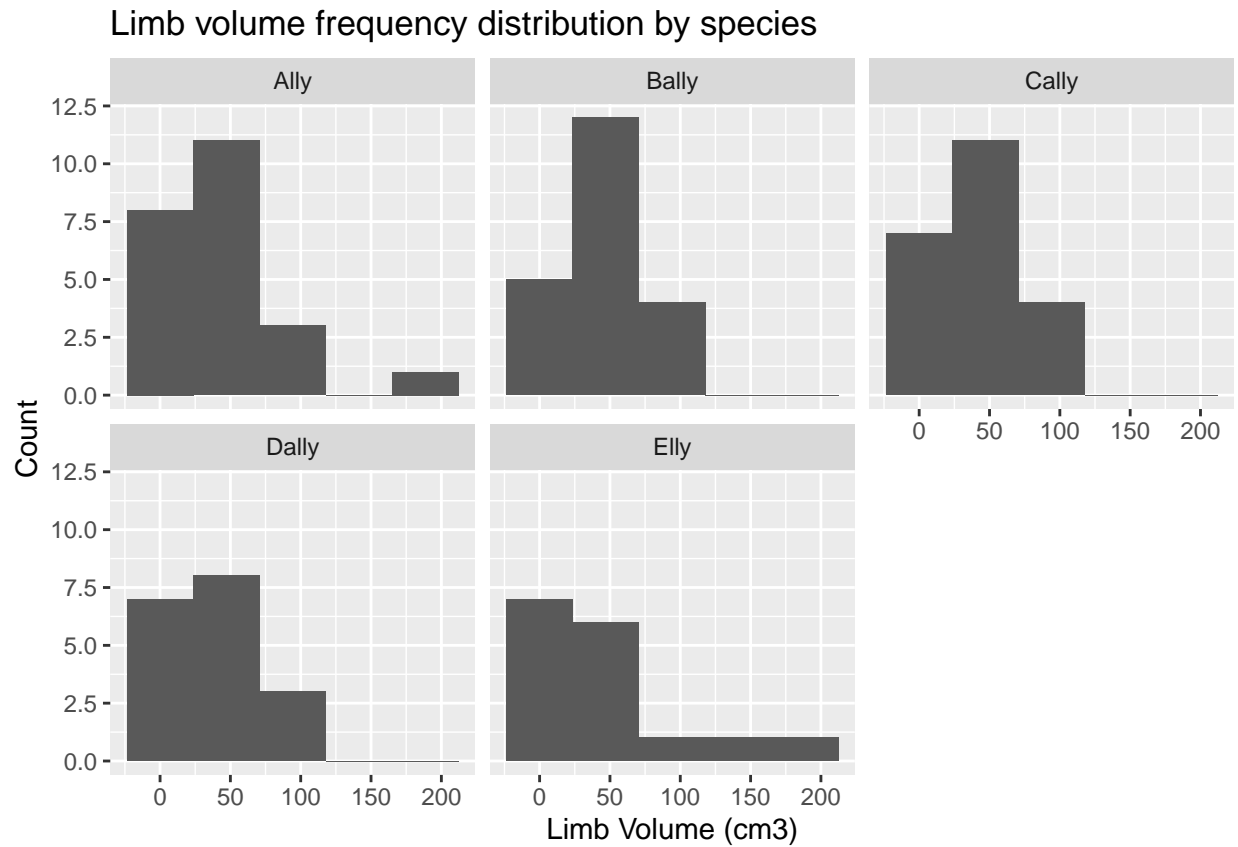 Limb volume frequency distribution by species
Ally Bally Cally
12.5
10.0
7.5
5.0
2.5
0.0
0 50 100 150 200
Count
Dally Elly
12.5
10.0
7.5
5.0
2.5
0.0
0 50 100 150 200 0 50 100 150 200
Limb Volume (cm3)